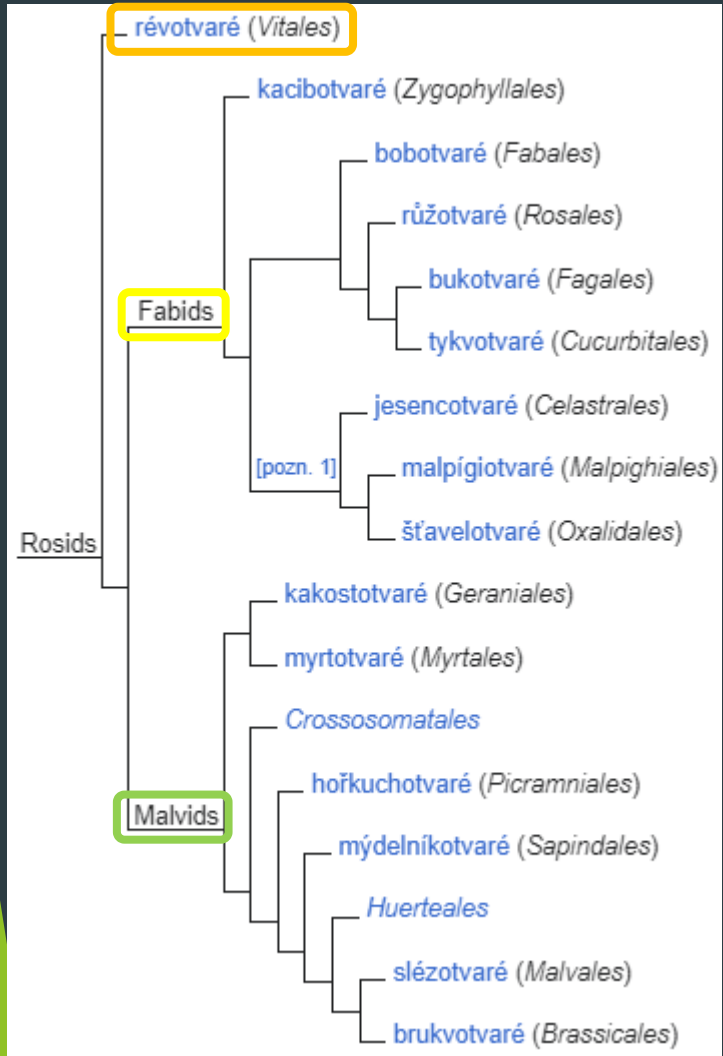 révotvaré (Vitales)
kacibotvaré (Zygophyllales)
bobotvaré (Fabales)
růžotvaré (Rosales)
bukotvaré (Fagales)
Fabids
tykvotvaré (Cucurbitales)
jesencotvaré (Celastrales)
[pozn. 1]
malpígiotvaré (Malpighiales)
šťavelotvaré (Oxalidales)
Rosids
kakostotvaré (Geraniales)
myrtotvaré (Myrtales)
Crossosomatales
hořkuchotvaré (Picramniales)
Malvids
mýdelníkotvaré (Sapindales)
Huerteales
slézotvaré (Malvales)
brukvotvaré (Brassicales)